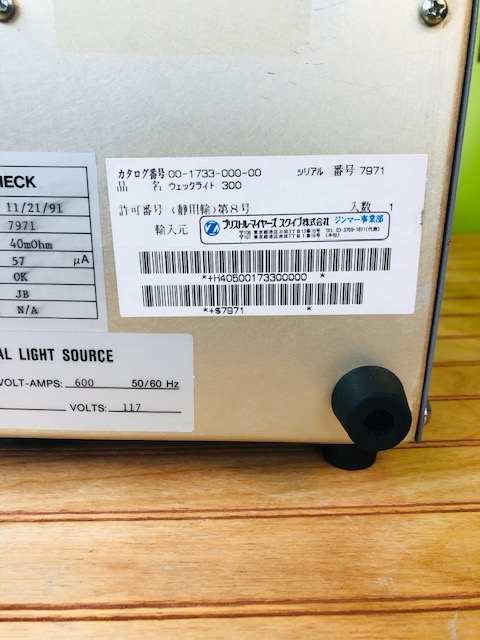 HECK
11/21/91
7971
40mOhm
57 µA
OK
JB
N/A
カタログ番号 00-1733-000-00 シリアル 番号 7971
品 名 ウェックライト 300
許可番号 (静用輸)第8号 入数 1
輸入元 ブリストル・マイヤーズ スクイブ株式会社 ジンマー事業部
*+H40500173300000 *
*+$7971 *
AL LIGHT SOURCE
VOLT-AMPS: 600 50/60 Hz
VOLTS: 117